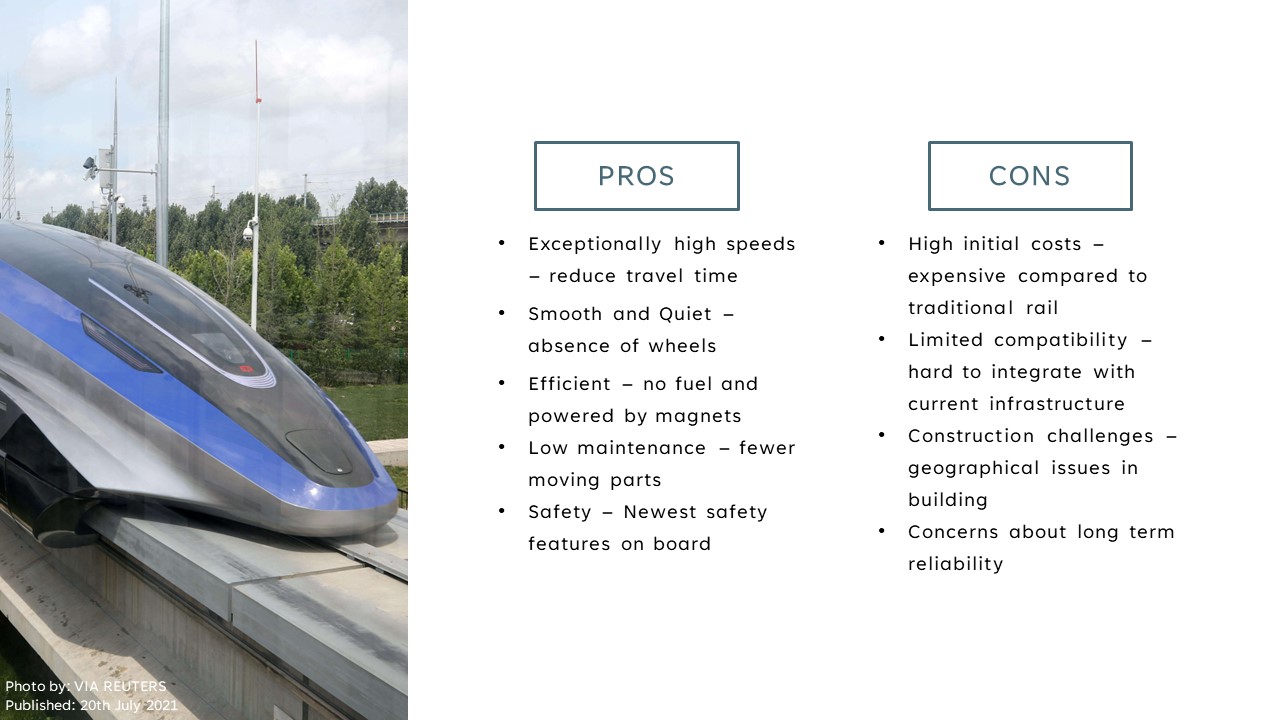 PROS
• Exceptionally high speeds
– reduce travel time
• Smooth and Quiet –
absence of wheels
• Efficient – no fuel and
powered by magnets
• Low maintenance – fewer
moving parts
• Safety – Newest safety
features on board
CONS
• High initial costs –
expensive compared to
traditional rail
• Limited compatibility –
hard to integrate with
current infrastructure
• Construction challenges –
geographical issues in
building
• Concerns about long term
reliability
Photo by: VIA REUTERS
Published: 20th July 2021